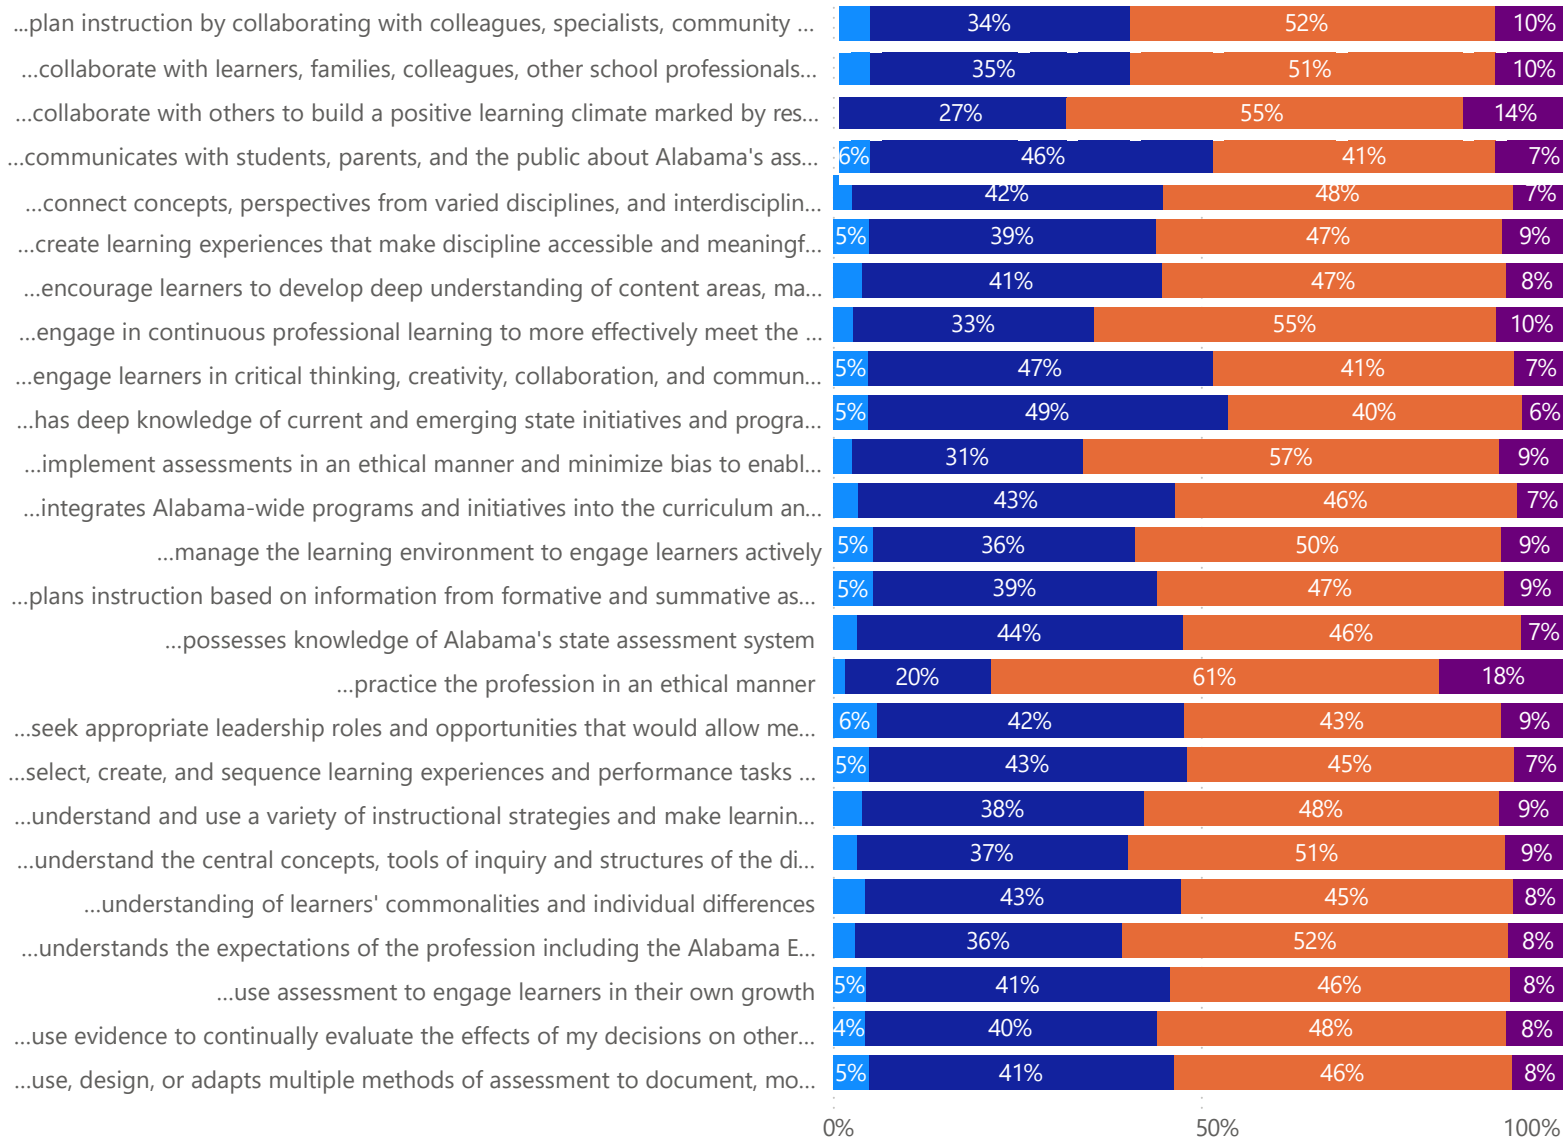 ...plan instruction by collaborating with colleagues, specialists, community ... 34% 52% 10%
...collaborate with learners, families, colleagues, other school professionals... 35% 51% 10%
...collaborate with others to build a positive learning climate marked by res... 27% 55% 14%
...communicates with students, parents, and the public about Alabama's ass... 6% 46% 41% 7%
...connect concepts, perspectives from varied disciplines, and interdisciplin... 42% 48% 7%
...create learning experiences that make discipline accessible and meaningf... 5% 39% 47% 9%
...encourage learners to develop deep understanding of content areas, ma... 41% 47% 8%
...engage in continuous professional learning to more effectively meet the ... 33% 55% 10%
...engage learners in critical thinking, creativity, collaboration, and commun... 5% 47% 41% 7%
...has deep knowledge of current and emerging state initiatives and progra... 5% 49% 40% 6%
...implement assessments in an ethical manner and minimize bias to enabl... 31% 57% 9%
...integrates Alabama-wide programs and initiatives into the curriculum an... 43% 46% 7%
...manage the learning environment to engage learners actively 5% 36% 50% 9%
...plans instruction based on information from formative and summative as... 5% 39% 47% 9%
...possesses knowledge of Alabama's state assessment system 44% 46% 7%
...practice the profession in an ethical manner 20% 61% 18%
...seek appropriate leadership roles and opportunities that would allow me... 6% 42% 43% 9%
...select, create, and sequence learning experiences and performance tasks ... 5% 43% 45% 7%
...understand and use a variety of instructional strategies and make learnin... 38% 48% 9%
...understand the central concepts, tools of inquiry and structures of the di... 37% 51% 9%
...understanding of learners' commonalities and individual differences 43% 45% 8%
...understands the expectations of the profession including the Alabama E... 36% 52% 8%
...use assessment to engage learners in their own growth 5% 41% 46% 8%
...use evidence to continually evaluate the effects of my decisions on other... 4% 40% 48% 8%
...use, design, or adapts multiple methods of assessment to document, mo... 5% 41% 46% 8%
0% 50% 100%